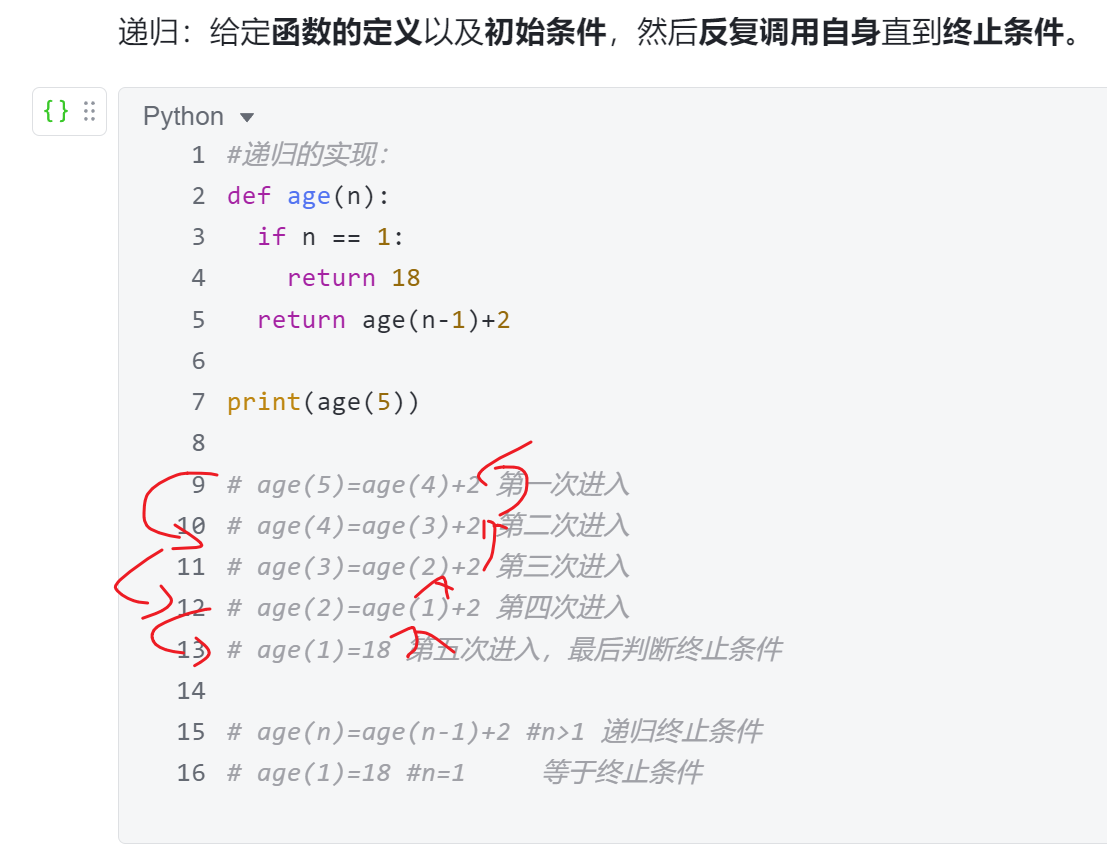 递归：给定函数的定义以及初始条件，然后反复调用自身直到终止条件。
{ }
Python
1 #递归的实现：
2 def age(n):
3   if n == 1:
4     return 18
5   return age(n-1)+2
6
7 print(age(5))
8
9 # age(5)=age(4)+2 第一次进入
10 # age(4)=age(3)+2 第二次进入
11 # age(3)=age(2)+2 第三次进入
12 # age(2)=age(1)+2 第四次进入
13 # age(1)=18 第五次进入，最后判断终止条件
14
15 # age(n)=age(n-1)+2 #n>1 递归终止条件
16 # age(1)=18 #n=1     等于终止条件